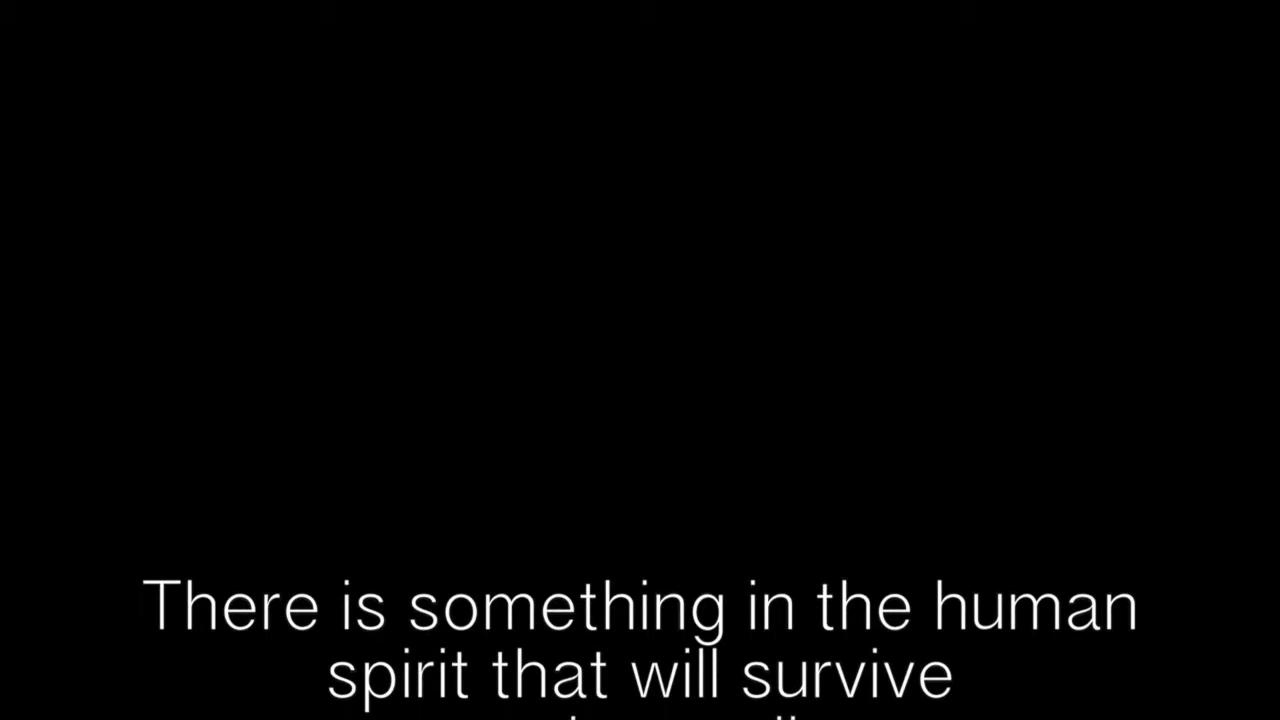 There is something in the human
spirit that will survive